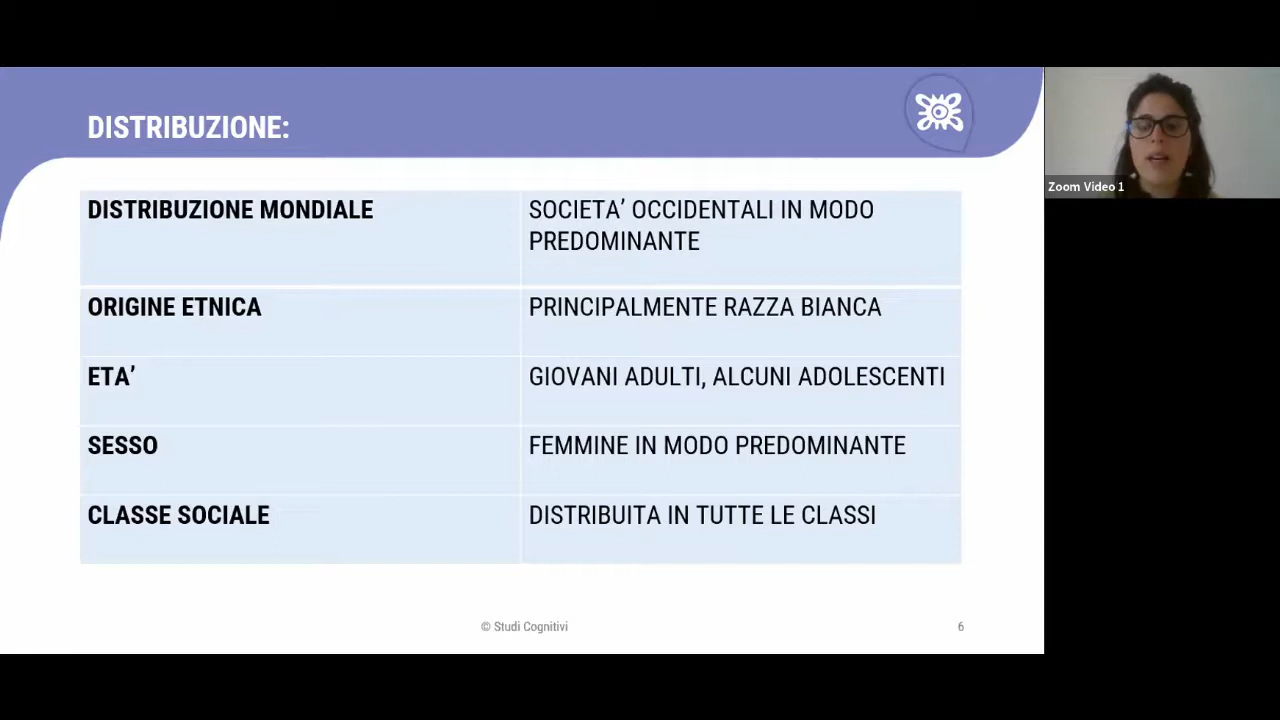 DISTRIBUZIONE:
DISTRIBUZIONE MONDIALE
SOCIETA’ OCCIDENTALI IN MODO
PREDOMINANTE
ORIGINE ETNICA
PRINCIPALMENTE RAZZA BIANCA
ETA’
GIOVANI ADULTI, ALCUNI ADOLESCENTI
SESSO
FEMMINE IN MODO PREDOMINANTE
CLASSE SOCIALE
DISTRIBUITA IN TUTTE LE CLASSI
© Studi Cognitivi
6
Zoom Video 1